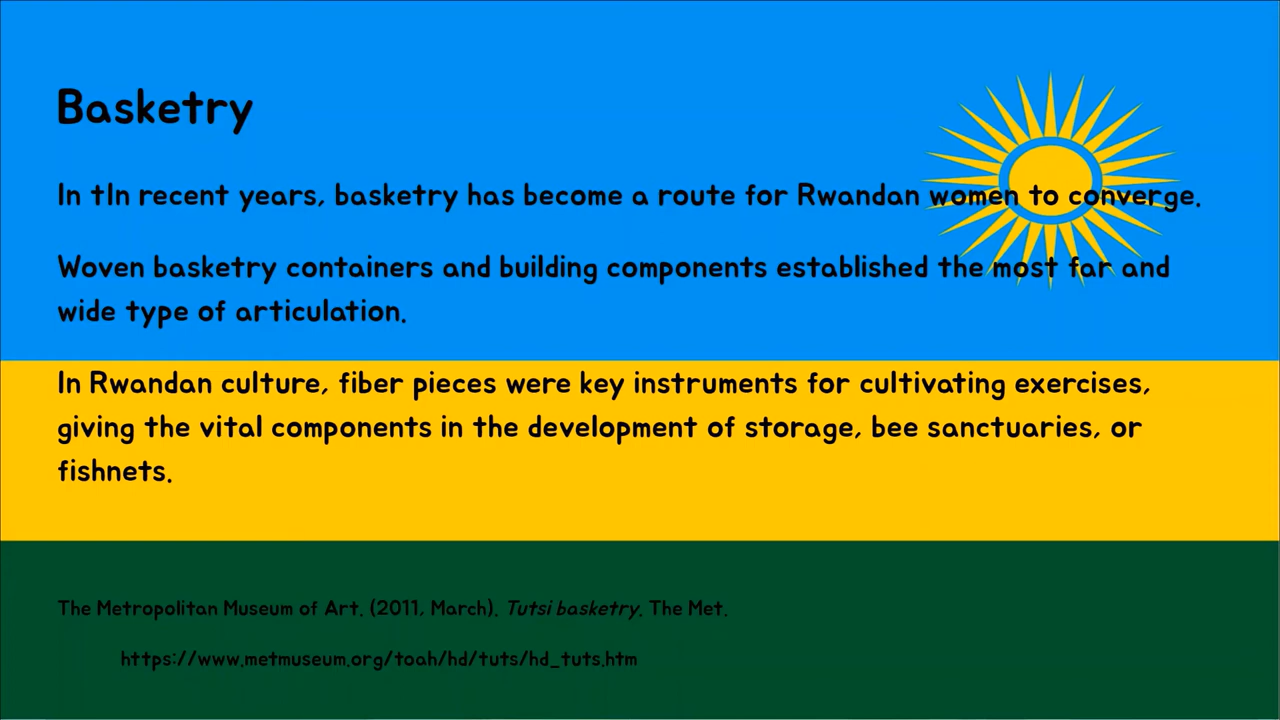 Basketry
In tIn recent years, basketry has become a route for Rwandan women to converge.
Woven basketry containers and building components established the most far and
wide type of articulation.
In Rwandan culture, fiber pieces were key instruments for cultivating exercises,
giving the vital components in the development of storage, bee sanctuaries, or
fishnets.
The Metropolitan Museum of Art. (2011, March). Tutsi basketry. The Met.
https://www.metmuseum.org/toah/hd/tuts/hd_tuts.htm